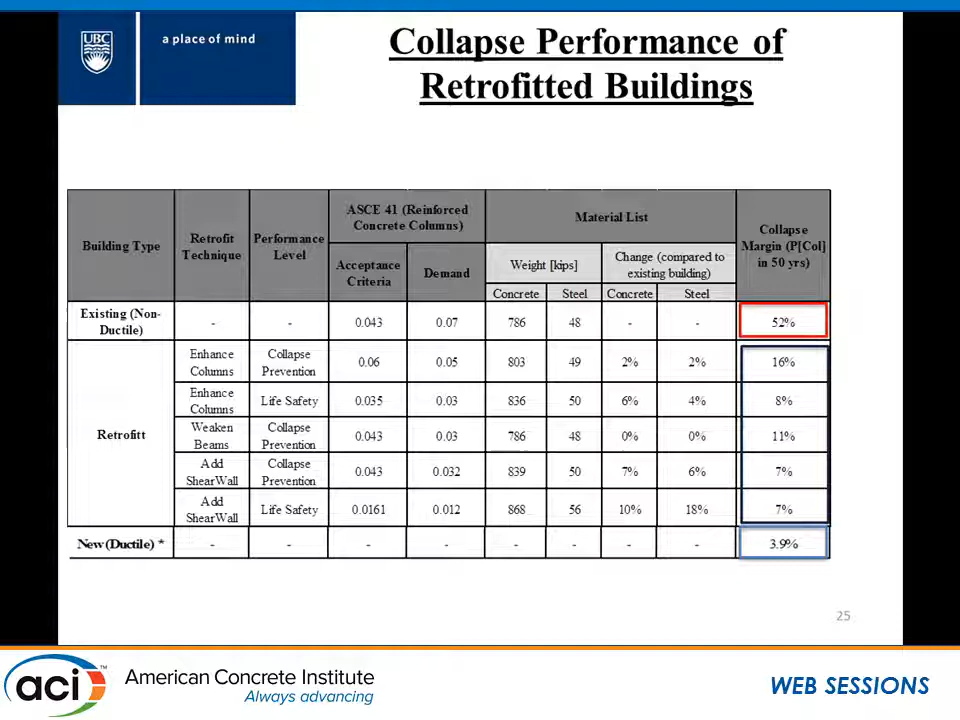 UBC
a place of mind
Collapse Performance of
Retrofitted Buildings
Building Type
Retrofit
Technique
Performance
Level
ASCE 41 (Reinforced
Concrete Columns)
Material List
Collapse
Margin (P[Col]
in 50 yrs)
Acceptance
Criteria
Demand
Weight [kips]
Change (compared to
existing building)
Concrete Steel Concrete Steel
Existing (Non-
Ductile)
- - 0.043 0.07 786 48 - - 52%
Retrofitt
Enhance
Columns
Collapse
Prevention
0.06 0.05 803 49 2% 2% 16%
Enhance
Columns
Life Safety 0.035 0.03 836 50 6% 4% 8%
Weaken
Beams
Collapse
Prevention
0.043 0.03 786 48 0% 0% 11%
Add
ShearWall
Collapse
Prevention
0.043 0.032 839 50 7% 6% 7%
Add
ShearWall
Life Safety 0.0161 0.012 868 56 10% 18% 7%
New (Ductile) * - - - - - - - - 3.9%
25
aci™
American Concrete Institute
Always advancing
WEB SESSIONS